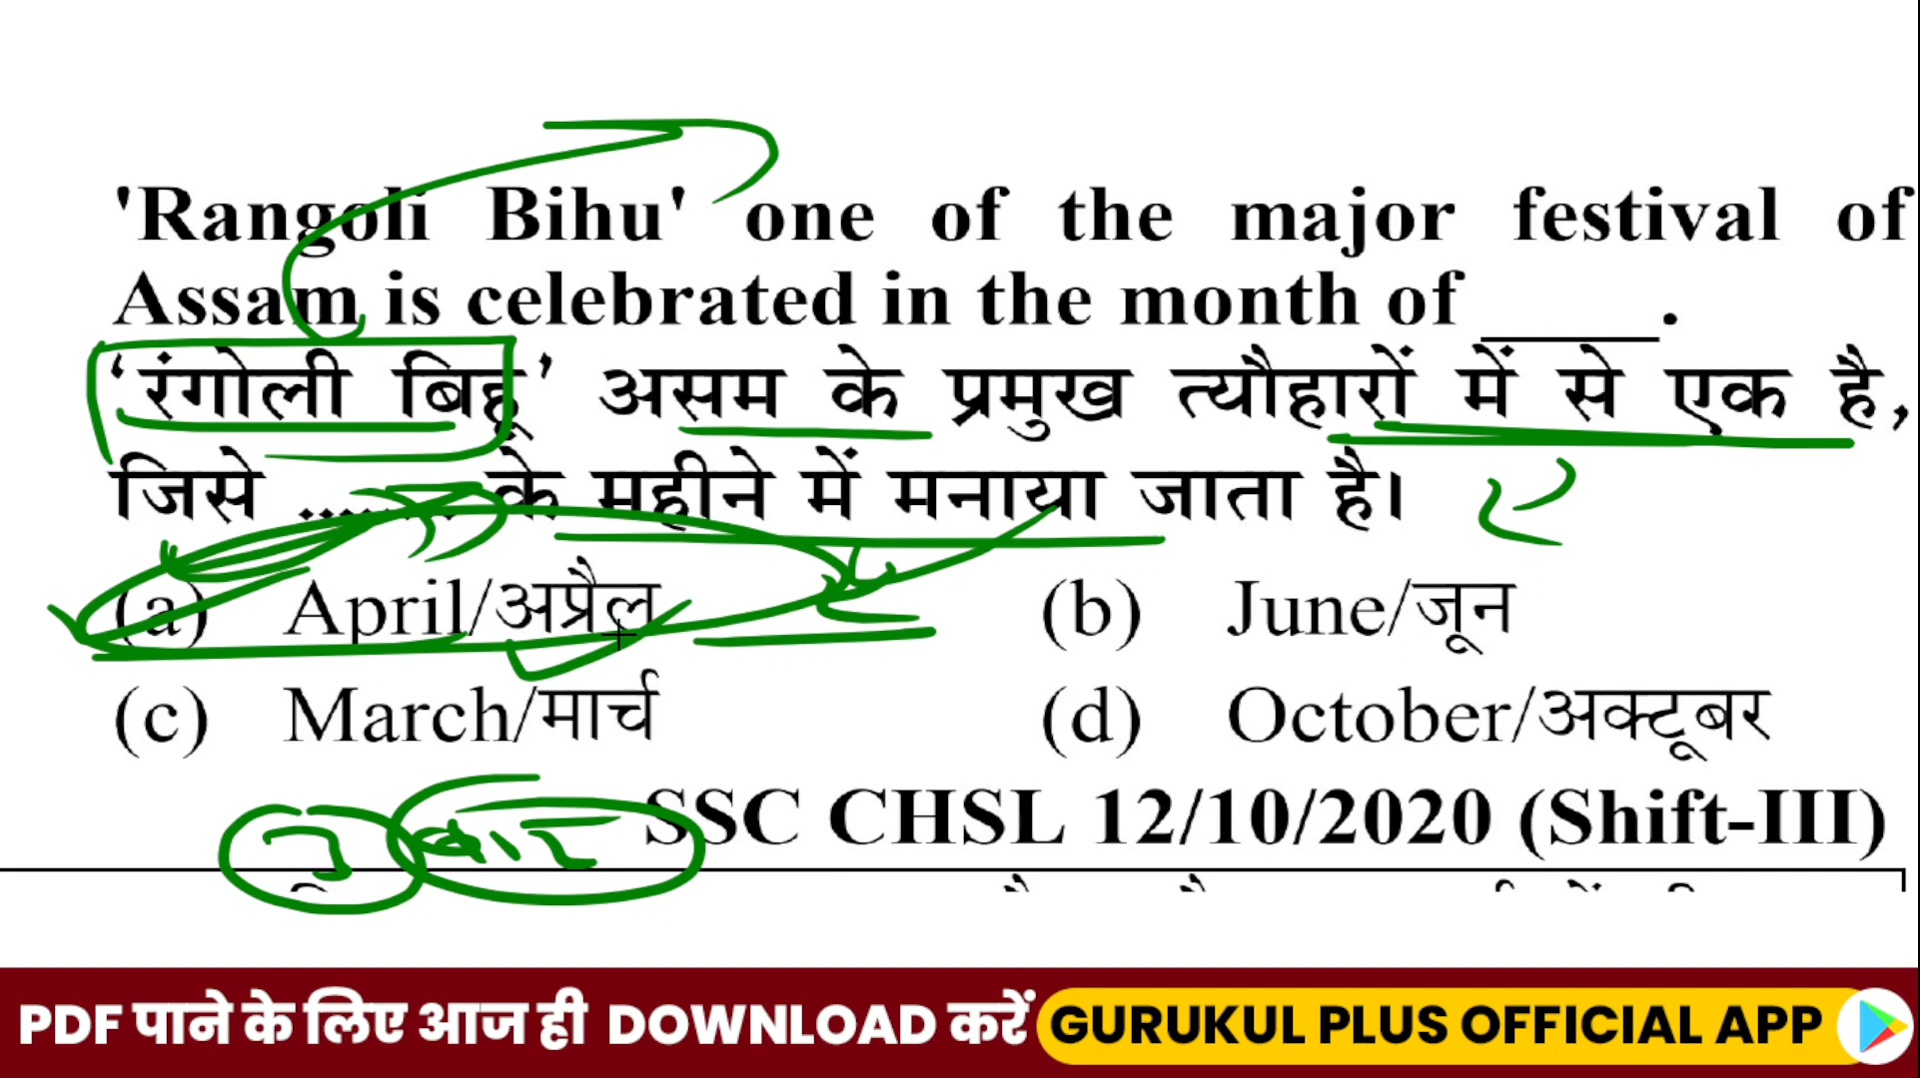 'Rangoli Bihu' one of the major festival of
Assam is celebrated in the month of _____.
‘रंगोली बिहू’ असम के प्रमुख त्यौहारों में से एक है,
जिसे ........ के महीने में मनाया जाता है।
(a) April/अप्रैल (b) June/जून
(c) March/मार्च (d) October/अक्टूबर
SSC CHSL 12/10/2020 (Shift-III)
PDF पाने के लिए आज ही DOWNLOAD करें GURUKUL PLUS OFFICIAL APP